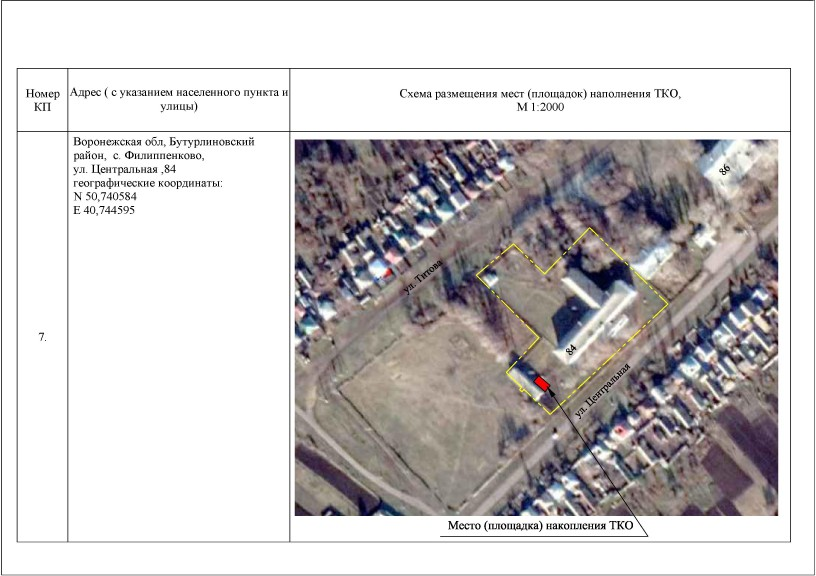 Номер
КП
Адрес ( с указанием населенного пункта и
улицы)
Схема размещения мест (площадок) наполнения ТКО,
М 1:2000
7.
Воронежская обл, Бутурлиновский
район,  с. Филиппенково,
ул. Центральная ,84
географические координаты:
N 50,740584
E 40,744595
86
ул. Титова
84
ул. Центральная
Место (площадка) накопления ТКО